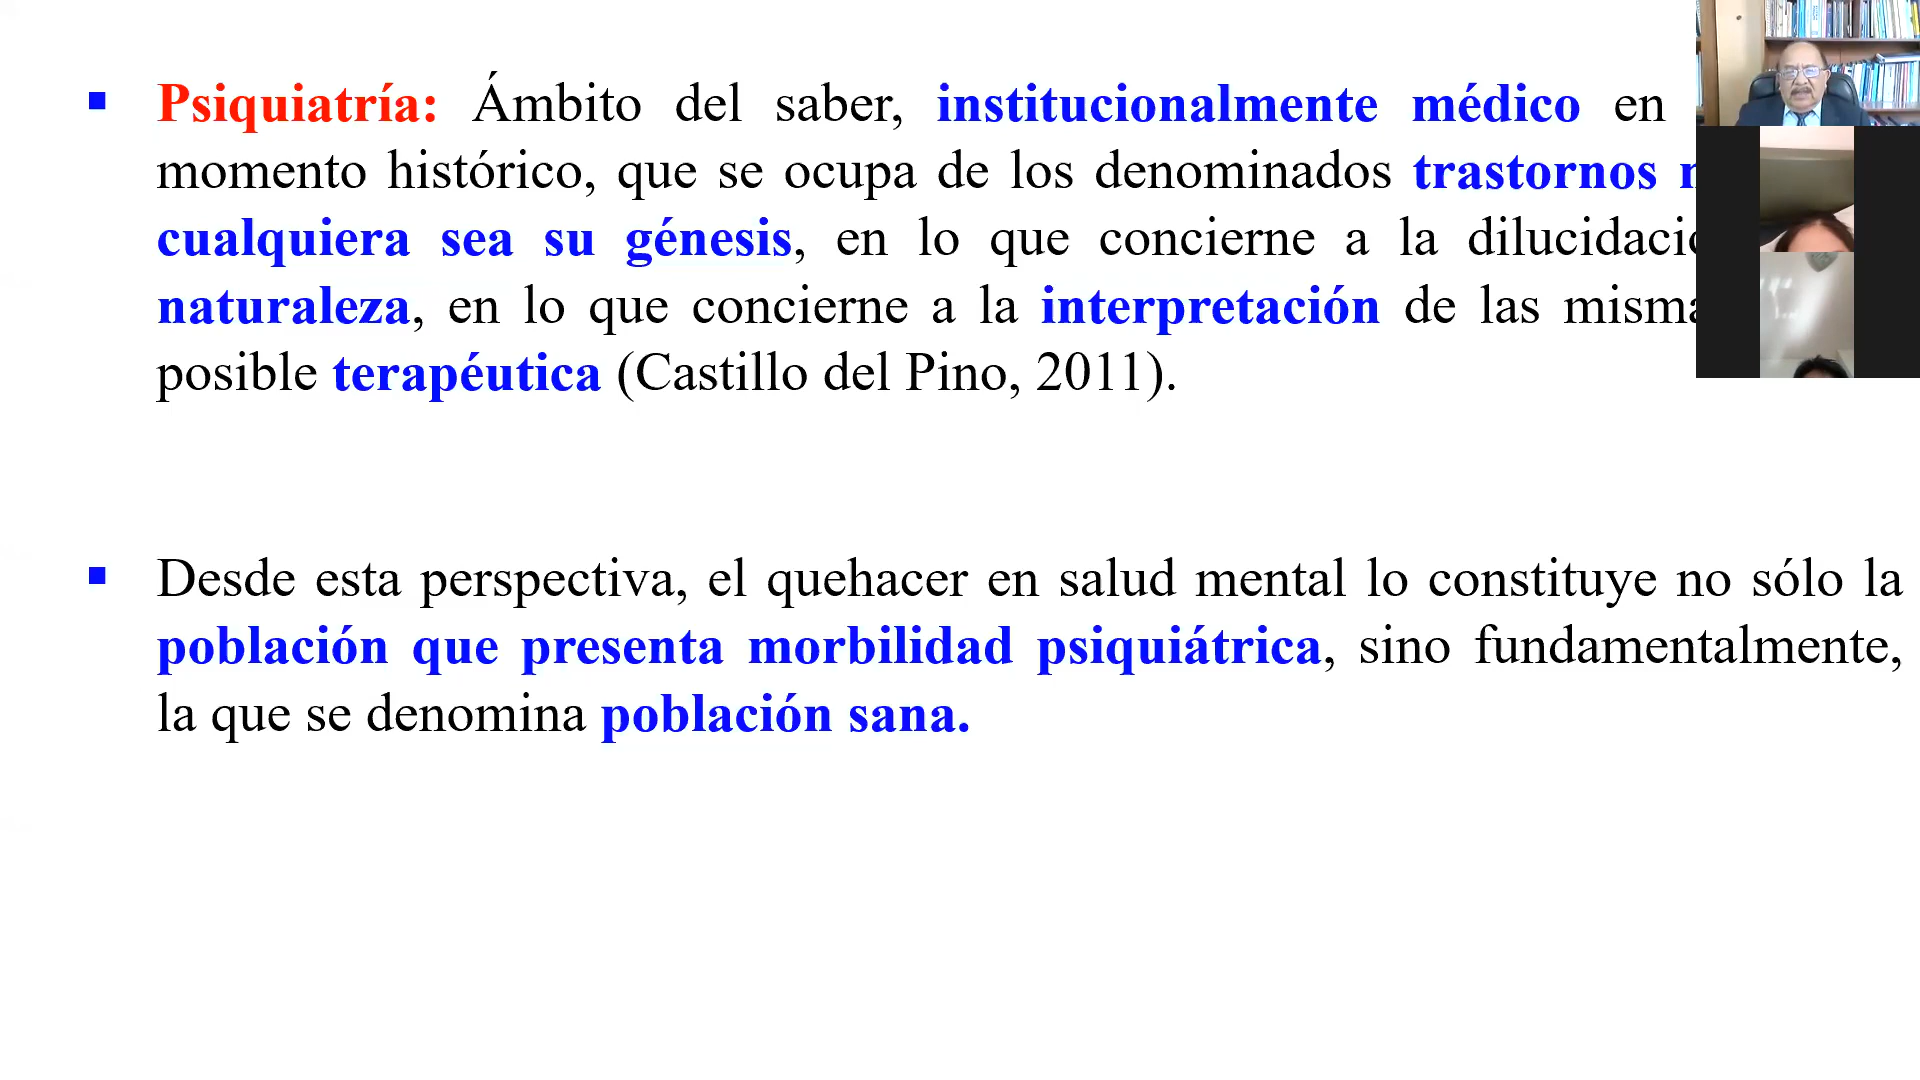 Psiquiatría: Ámbito del saber, institucionalmente médico en
momento histórico, que se ocupa de los denominados trastornos
cualquiera sea su génesis, en lo que concierne a la
naturaleza, en lo que concierne a la interpretación de las
posible terapéutica (Castillo del Pino, 2011).
Desde esta perspectiva, el quehacer en salud mental lo constituye no sólo la
población que presenta morbilidad psiquiátrica, sino fundamentalmente,
la que se denomina población sana.